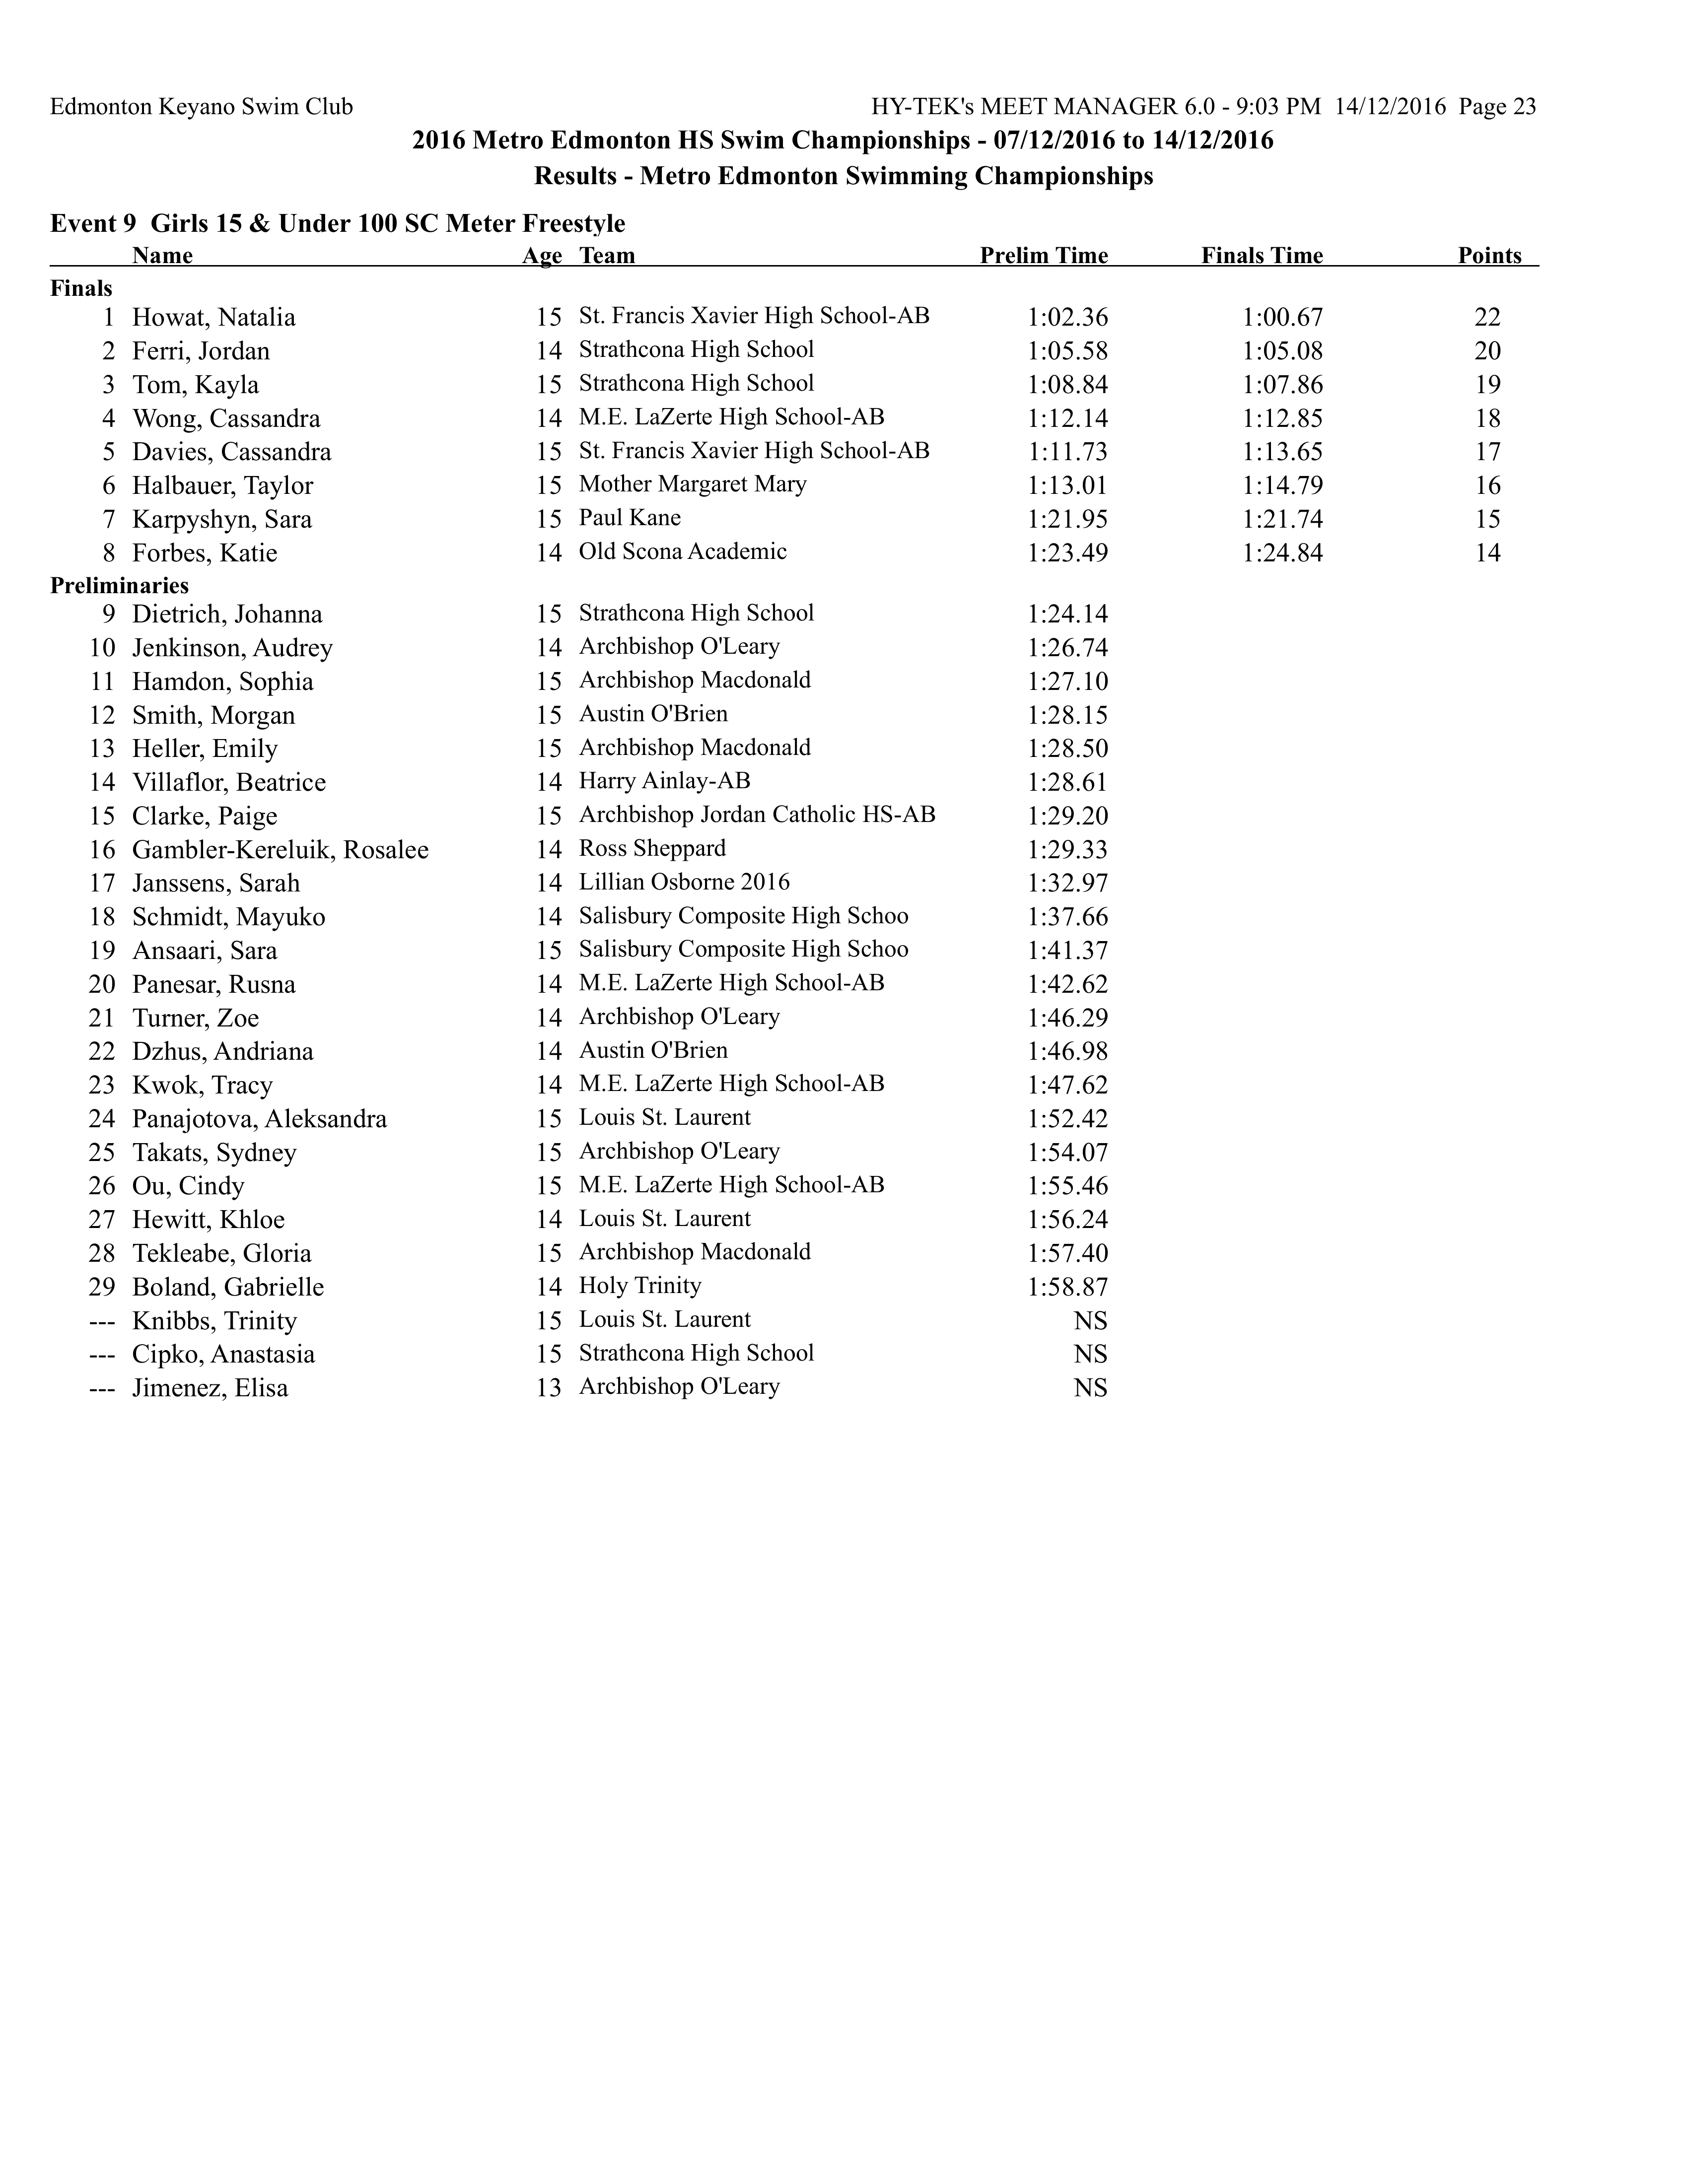 Edmonton Keyano Swim Club HY-TEK's MEET MANAGER 6.0 - 9:03 PM 14/12/2016 Page 23
2016 Metro Edmonton HS Swim Championships - 07/12/2016 to 14/12/2016
Results - Metro Edmonton Swimming Championships
Event 9 Girls 15 & Under 100 SC Meter Freestyle
Name Age Team Prelim Time Finals Time Points
Finals
1 Howat, Natalia 15 St. Francis Xavier High School-AB 1:02.36 1:00.67 22
2 Ferri, Jordan 14 Strathcona High School 1:05.58 1:05.08 20
3 Tom, Kayla 15 Strathcona High School 1:08.84 1:07.86 19
4 Wong, Cassandra 14 M.E. LaZerte High School-AB 1:12.14 1:12.85 18
5 Davies, Cassandra 15 St. Francis Xavier High School-AB 1:11.73 1:13.65 17
6 Halbauer, Taylor 15 Mother Margaret Mary 1:13.01 1:14.79 16
7 Karpyshyn, Sara 15 Paul Kane 1:21.95 1:21.74 15
8 Forbes, Katie 14 Old Scona Academic 1:23.49 1:24.84 14
Preliminaries
9 Dietrich, Johanna 15 Strathcona High School 1:24.14
10 Jenkinson, Audrey 14 Archbishop O'Leary 1:26.74
11 Hamdon, Sophia 15 Archbishop Macdonald 1:27.10
12 Smith, Morgan 15 Austin O'Brien 1:28.15
13 Heller, Emily 15 Archbishop Macdonald 1:28.50
14 Villaflor, Beatrice 14 Harry Ainlay-AB 1:28.61
15 Clarke, Paige 15 Archbishop Jordan Catholic HS-AB 1:29.20
16 Gambler-Kereluik, Rosalee 14 Ross Sheppard 1:29.33
17 Janssens, Sarah 14 Lillian Osborne 2016 1:32.97
18 Schmidt, Mayuko 14 Salisbury Composite High Schoo 1:37.66
19 Ansaari, Sara 15 Salisbury Composite High Schoo 1:41.37
20 Panesar, Rusna 14 M.E. LaZerte High School-AB 1:42.62
21 Turner, Zoe 14 Archbishop O'Leary 1:46.29
22 Dzhus, Andriana 14 Austin O'Brien 1:46.98
23 Kwok, Tracy 14 M.E. LaZerte High School-AB 1:47.62
24 Panajotova, Aleksandra 15 Louis St. Laurent 1:52.42
25 Takats, Sydney 15 Archbishop O'Leary 1:54.07
26 Ou, Cindy 15 M.E. LaZerte High School-AB 1:55.46
27 Hewitt, Khloe 14 Louis St. Laurent 1:56.24
28 Tekleabe, Gloria 15 Archbishop Macdonald 1:57.40
29 Boland, Gabrielle 14 Holy Trinity 1:58.87
--- Knibbs, Trinity 15 Louis St. Laurent NS
--- Cipko, Anastasia 15 Strathcona High School NS
--- Jimenez, Elisa 13 Archbishop O'Leary NS